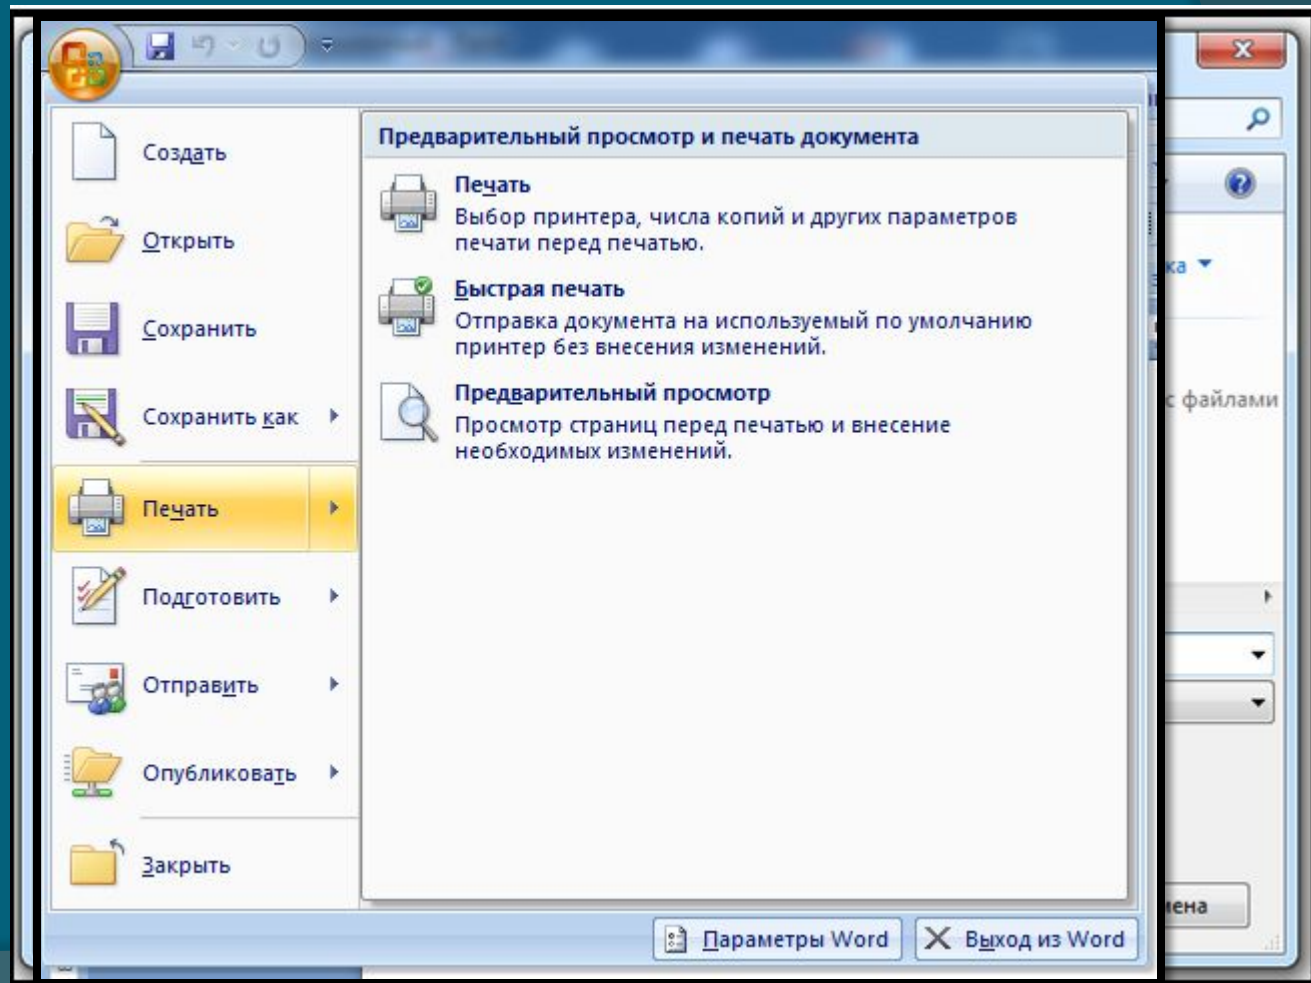 Создать
Открыть
Сохранить
Сохранить как
Печать
Подготовить
Отправить
Опубликовать
Закрыть
Предварительный просмотр и печать документа
Печать
Выбор принтера, числа копий и других параметров
печати перед печатью.
Быстрая печать
Отправка документа на используемый по умолчанию
принтер без внесения изменений.
Предварительный просмотр
Просмотр страниц перед печатью и внесение
необходимых изменений.
Параметры Word
Выход из Word
ка
с файлами
мена